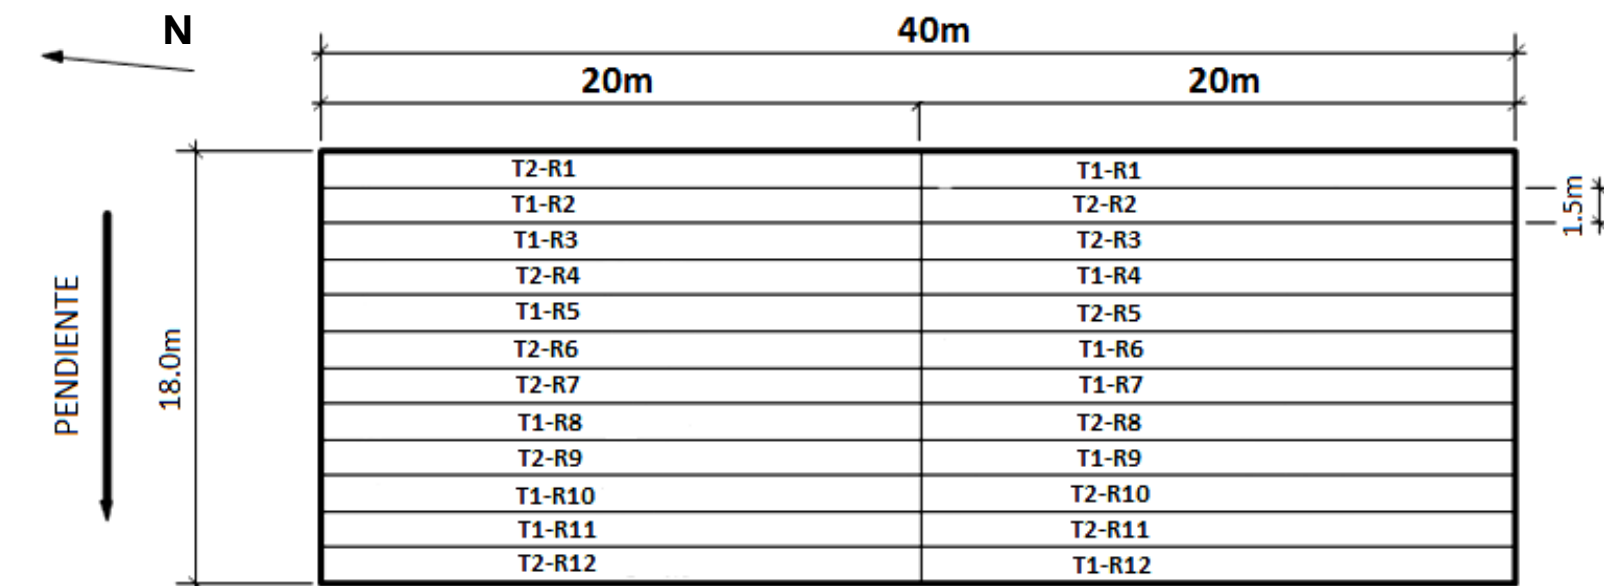 N
40m
20m 20m
T2-R1 T1-R1
T1-R2 T2-R2
T1-R3 T2-R3
T2-R4 T1-R4
T1-R5 T2-R5
T2-R6 T1-R6
T2-R7 T1-R7
T1-R8 T2-R8
T2-R9 T1-R9
T1-R10 T2-R10
T1-R11 T2-R11
T2-R12 T1-R12
1.5m
PENDIENTE
18.0m